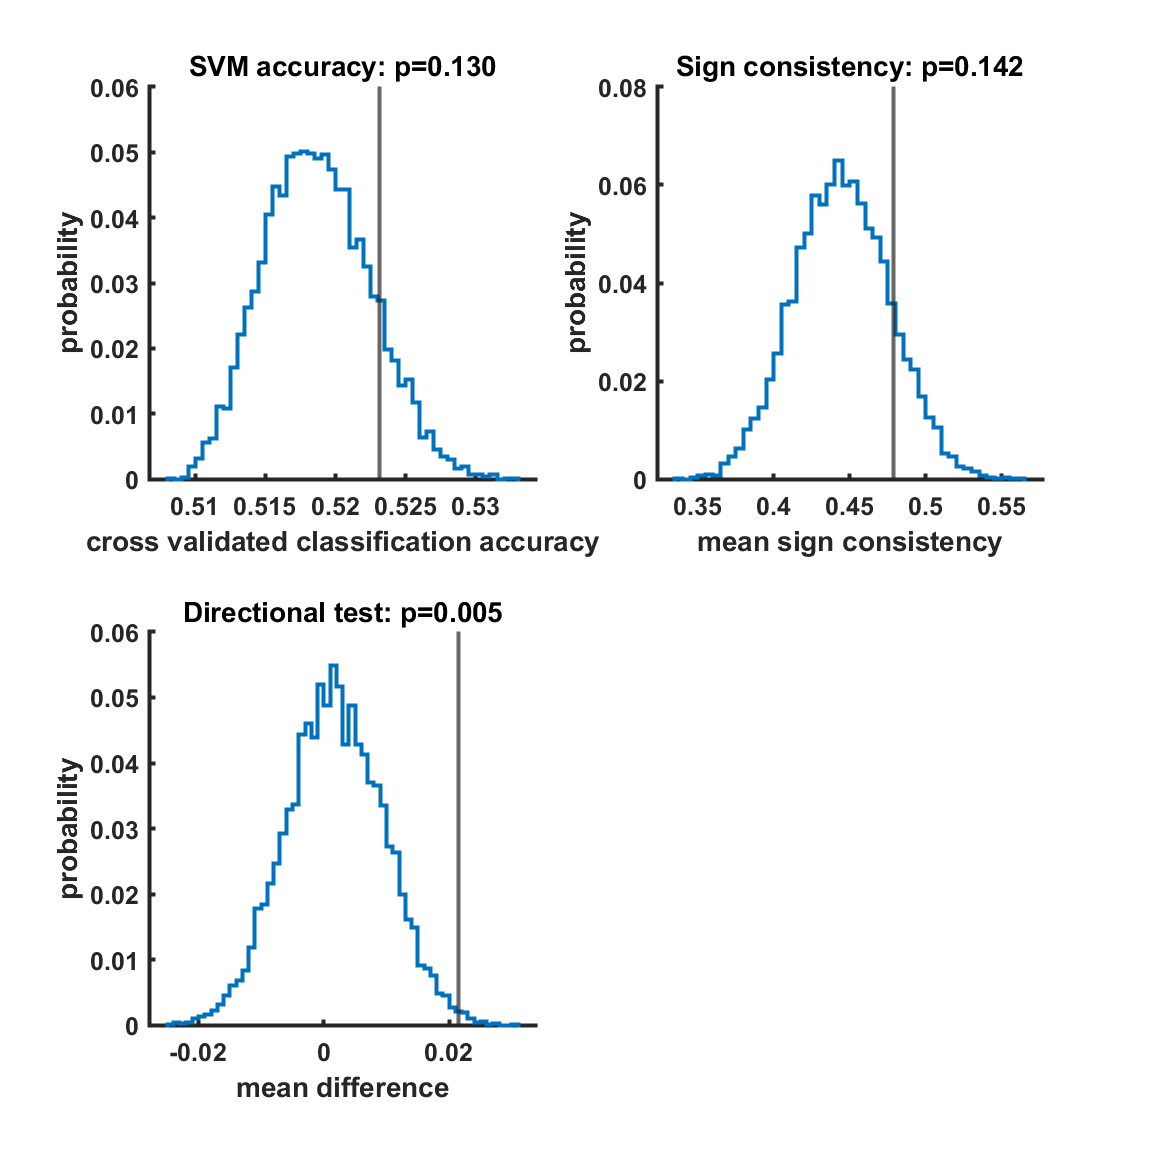 SVM accuracy: p=0.130
0.06
0.05
0.04
0.03
0.02
0.01
0
probability
0.51 0.515 0.52 0.525 0.53
cross validated classification accuracy
Sign consistency: p=0.142
0.08
0.06
0.04
0.02
0
probability
0.35 0.4 0.45 0.5 0.55
mean sign consistency
Directional test: p=0.005
0.06
0.05
0.04
0.03
0.02
0.01
0
probability
-0.02 0 0.02
mean difference